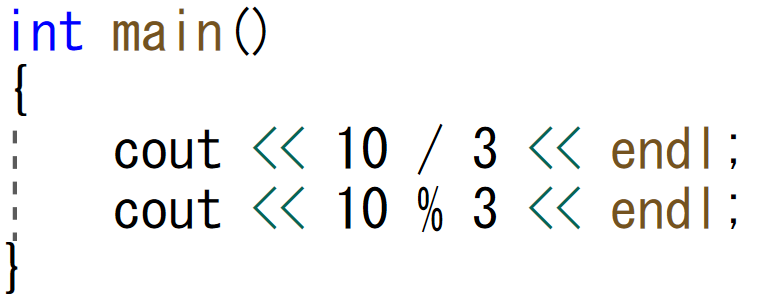 int main()
{
    cout << 10 / 3 << endl;
    cout << 10 % 3 << endl;
}